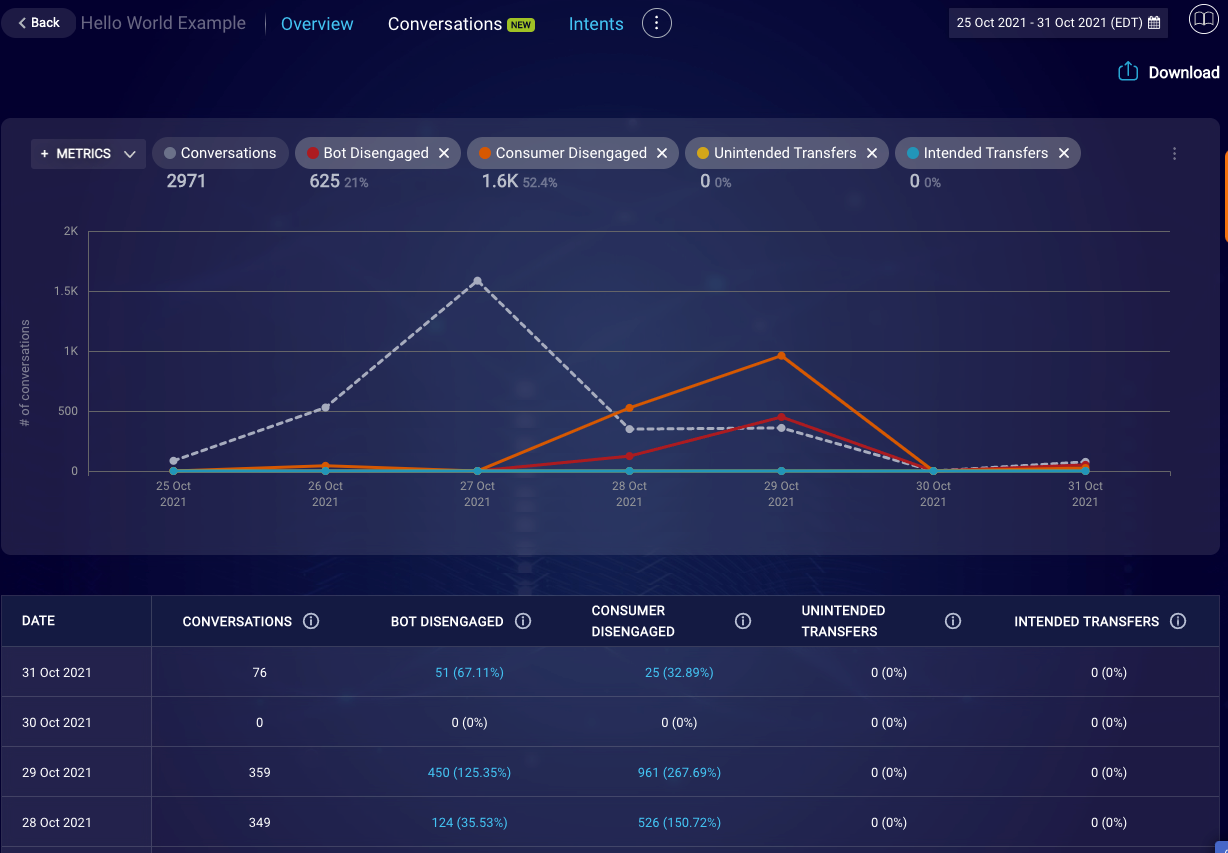 Back Hello World Example Overview Conversations NEW Intents 25 Oct 2021 - 31 Oct 2021 (EDT)
Download
+ METRICS Conversations Bot Disengaged Consumer Disengaged Unintended Transfers Intended Transfers
2971 625 21% 1.6K 52.4% 0 0% 0 0%
2K
1.5K
1K
500
0
# of conversations
25 Oct 26 Oct 27 Oct 28 Oct 29 Oct 30 Oct 31 Oct
2021 2021 2021 2021 2021 2021 2021
DATE CONVERSATIONS BOT DISENGAGED CONSUMER DISENGAGED UNINTENDED TRANSFERS INTENDED TRANSFERS
31 Oct 2021 76 51 (67.11%) 25 (32.89%) 0 (0%) 0 (0%)
30 Oct 2021 0 0 (0%) 0 (0%) 0 (0%) 0 (0%)
29 Oct 2021 359 450 (125.35%) 961 (267.69%) 0 (0%) 0 (0%)
28 Oct 2021 349 124 (35.53%) 526 (150.72%) 0 (0%) 0 (0%)